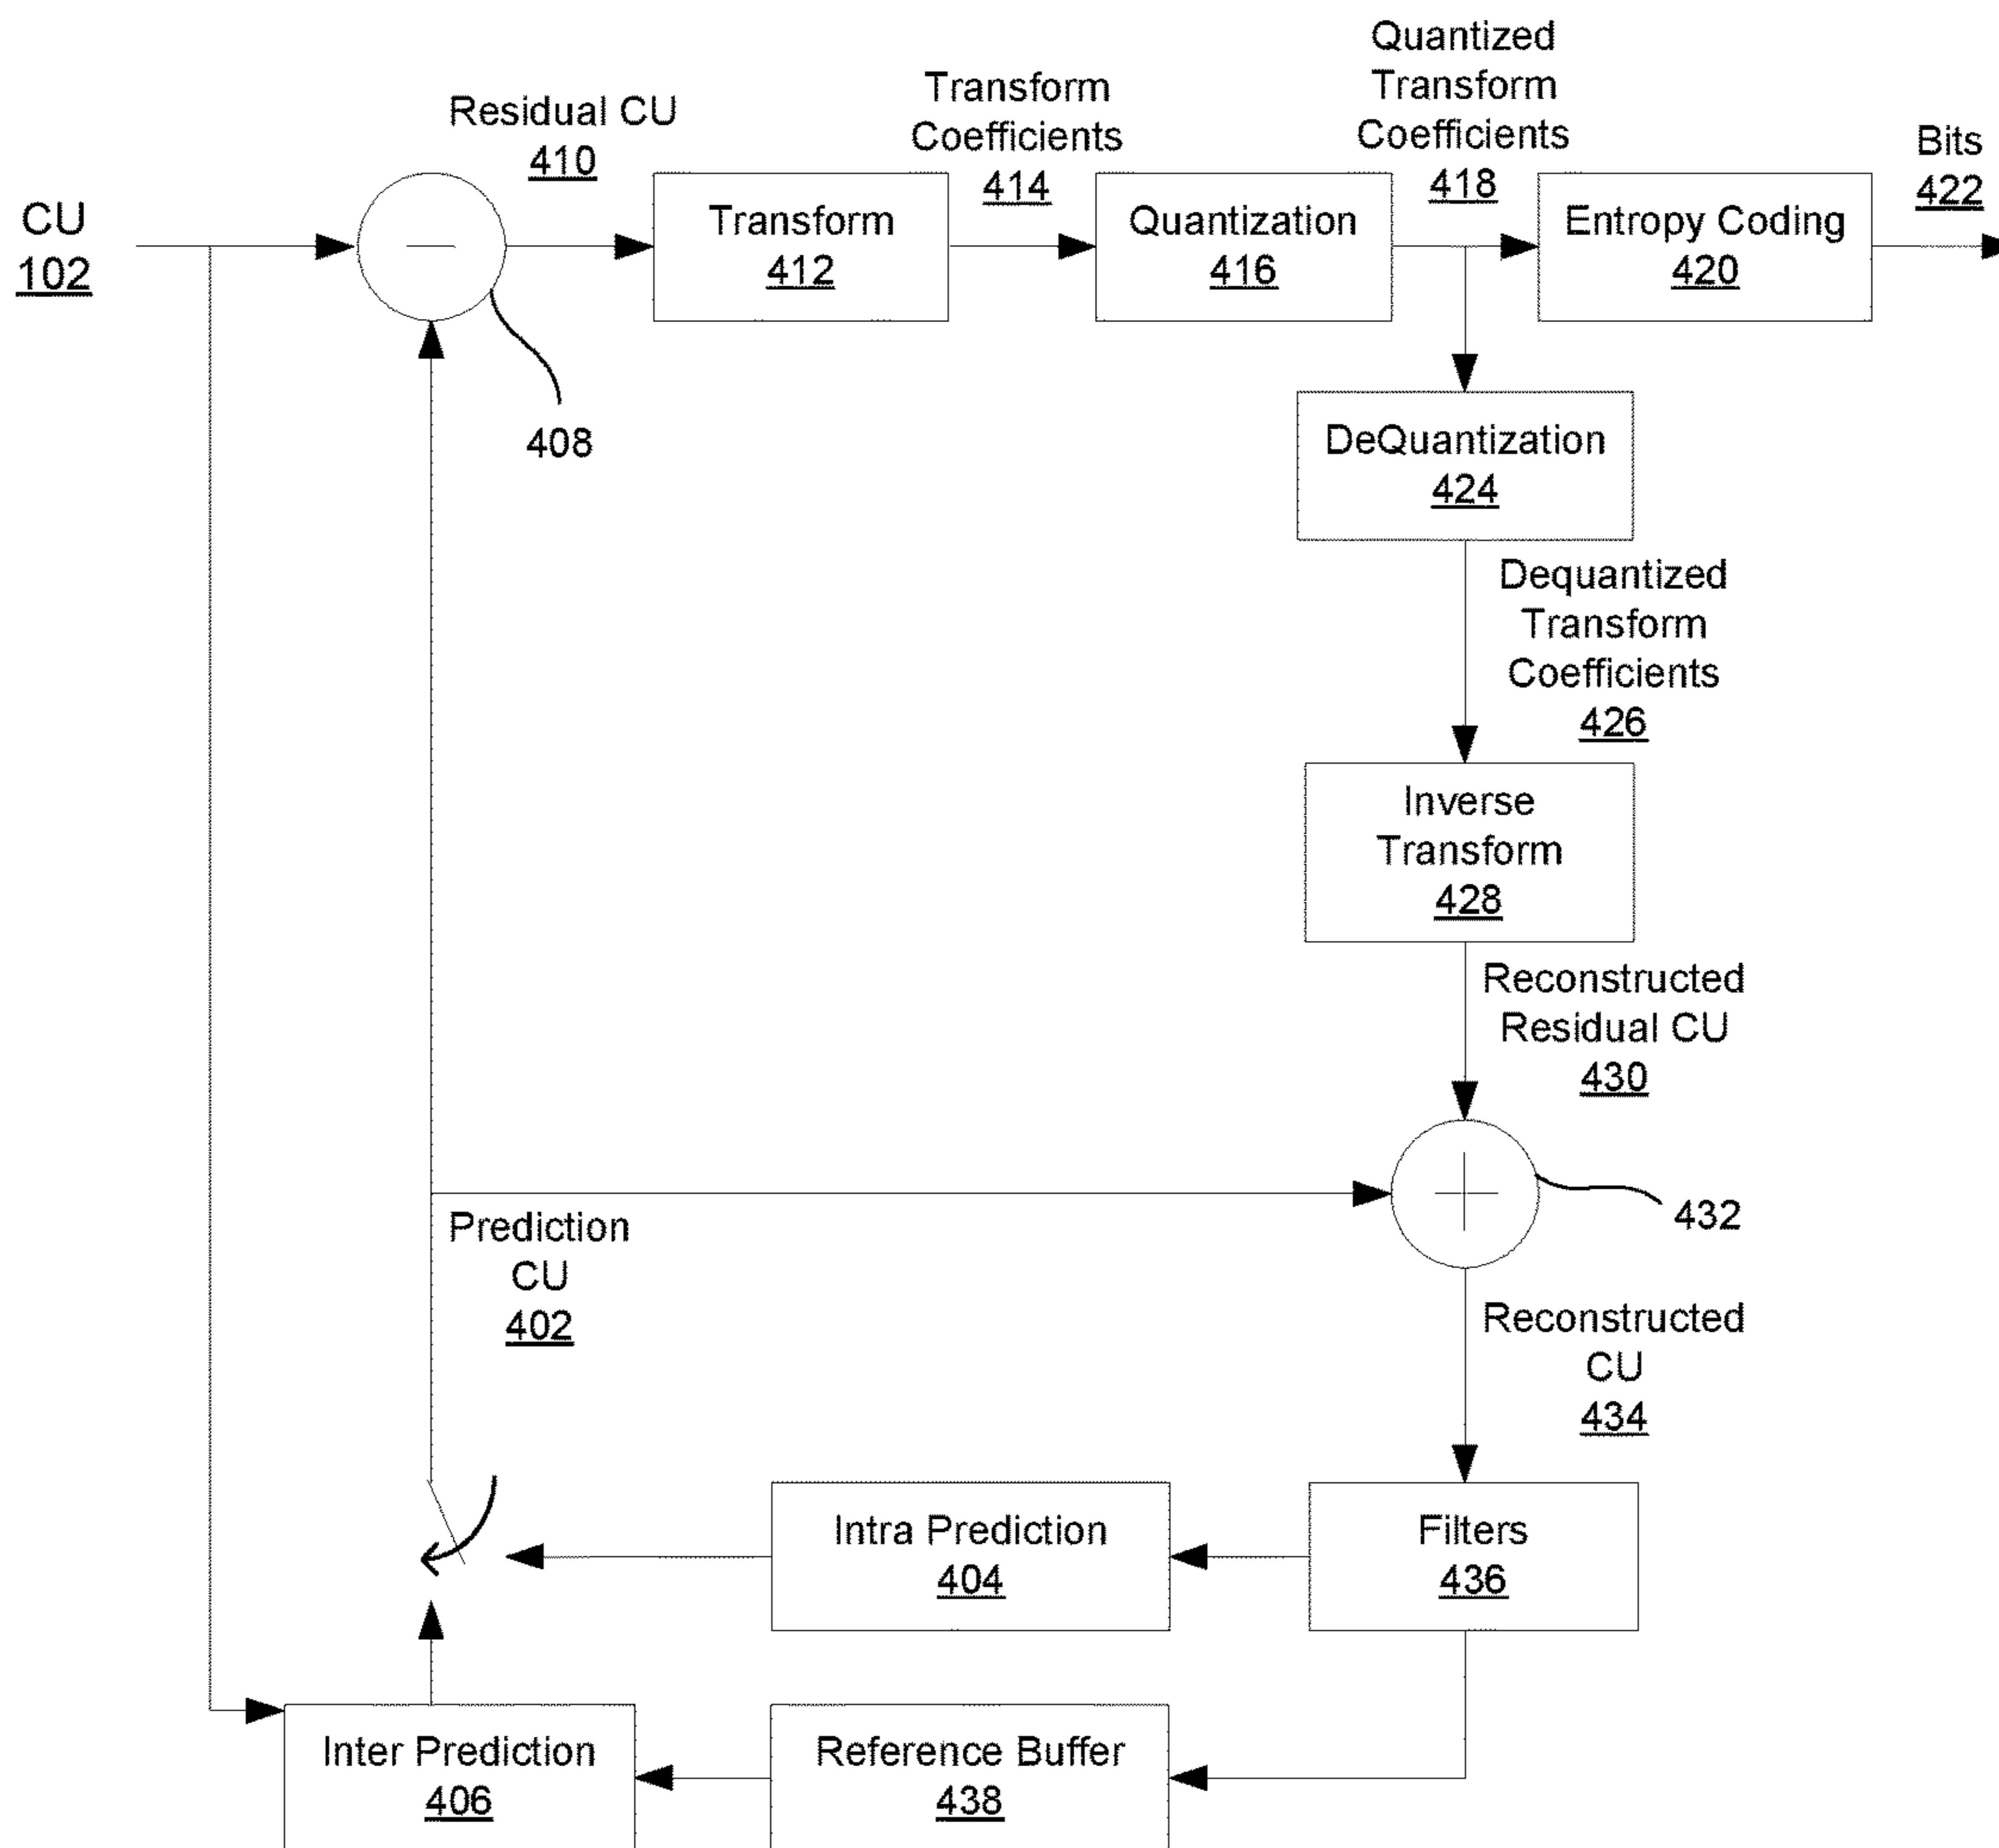 Quantized
Transform
Coefficients
418
Transform
Coefficients
414
Residual CU
410
Bits
422
CU
102
Transform
412
Quantization
416
Entropy Coding
420
408
DeQuantization
424
Dequantized
Transform
Coefficients
426
Inverse
Transform
428
Reconstructed
Residual CU
430
432
Prediction
CU
402
Reconstructed
CU
434
Intra Prediction
404
Filters
436
Inter Prediction
406
Reference Buffer
438